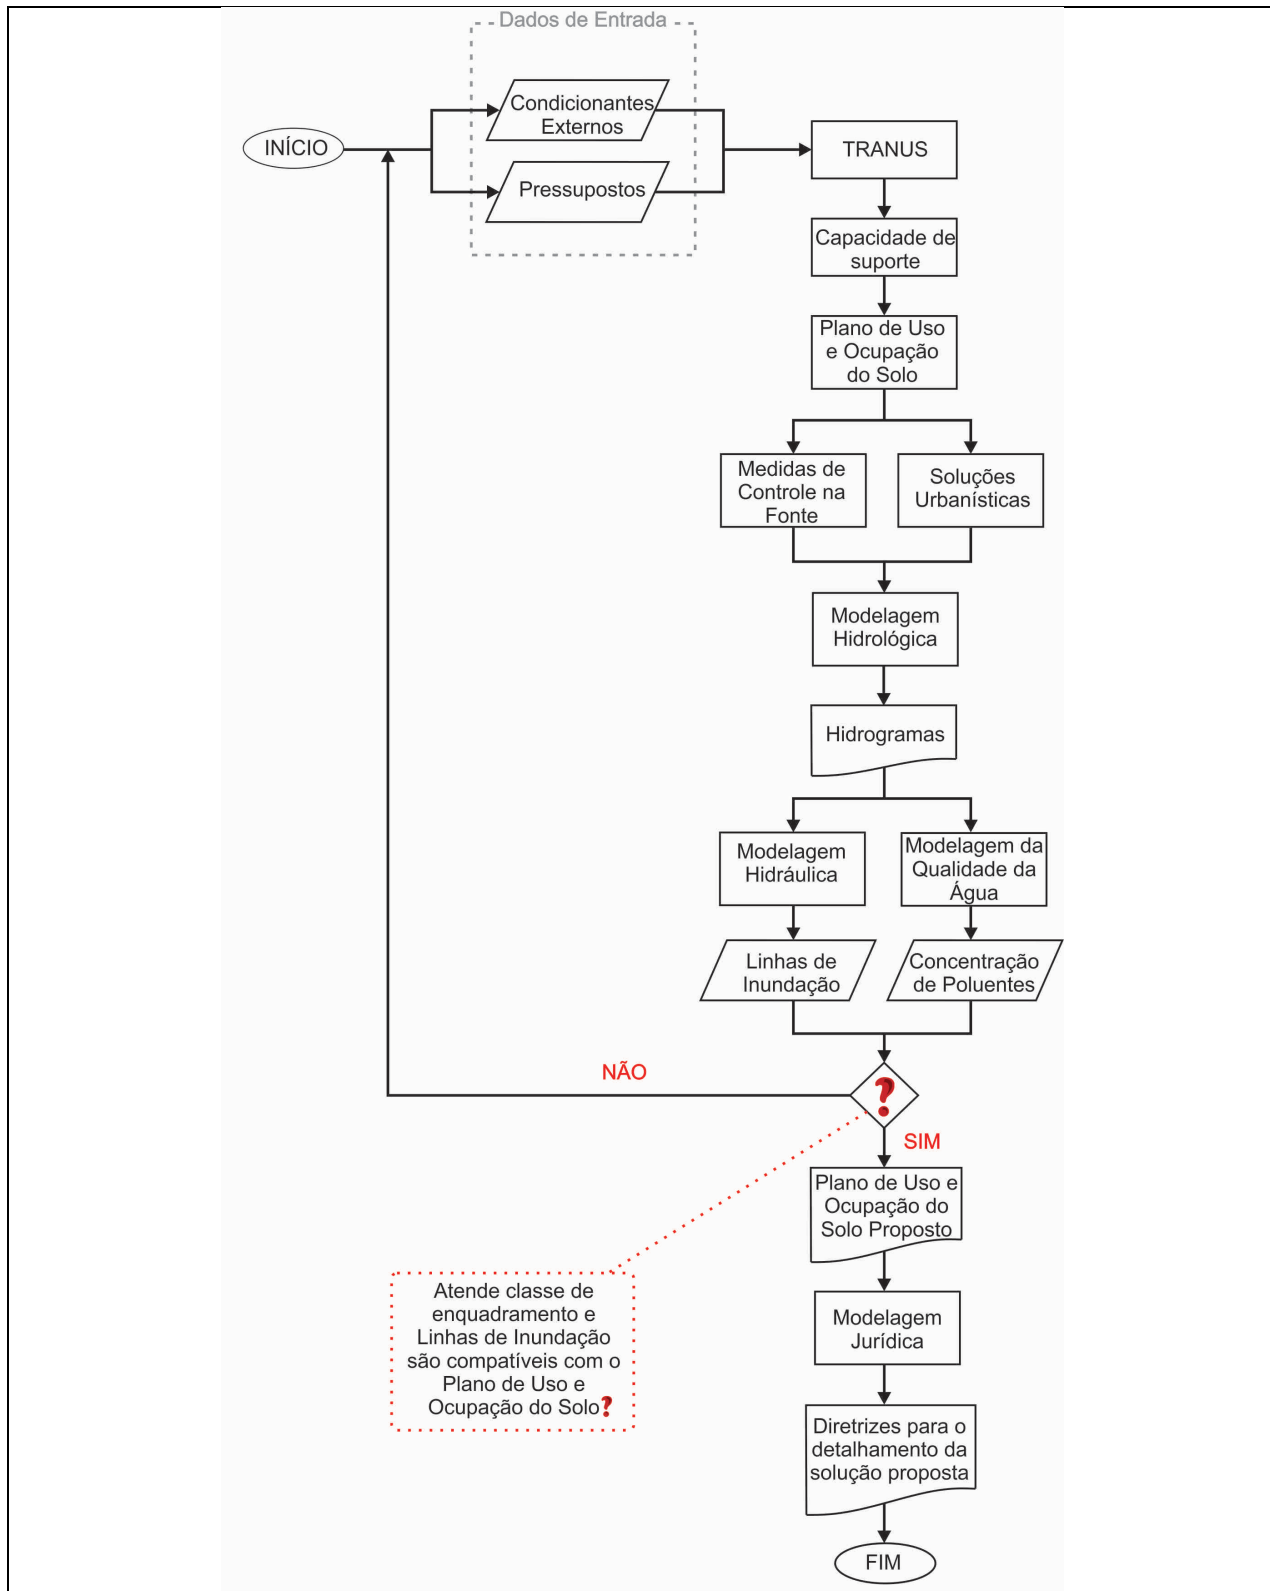 Dados de Entrada
Condicionantes
Externos
INÍCIO
TRANUS
Pressupostos
Capacidade de
suporte
Plano de Uso
e Ocupação
do Solo
Medidas de
Controle na
Fonte
Soluções
Urbanísticas
Modelagem
Hidrológica
Hidrogramas
Modelagem
Hidráulica
Modelagem da
Qualidade da
Água
Linhas de
Inundação
Concentração
de Poluentes
NÃO
?
SIM
Plano de Uso e
Ocupação do
Solo Proposto
Atende classe de
enquadramento e
Linhas de Inundação
são compatíveis com o
Plano de Uso e
Ocupação do Solo?
Modelagem
Jurídica
Diretrizes para o
detalhamento da
solução proposta
FIM